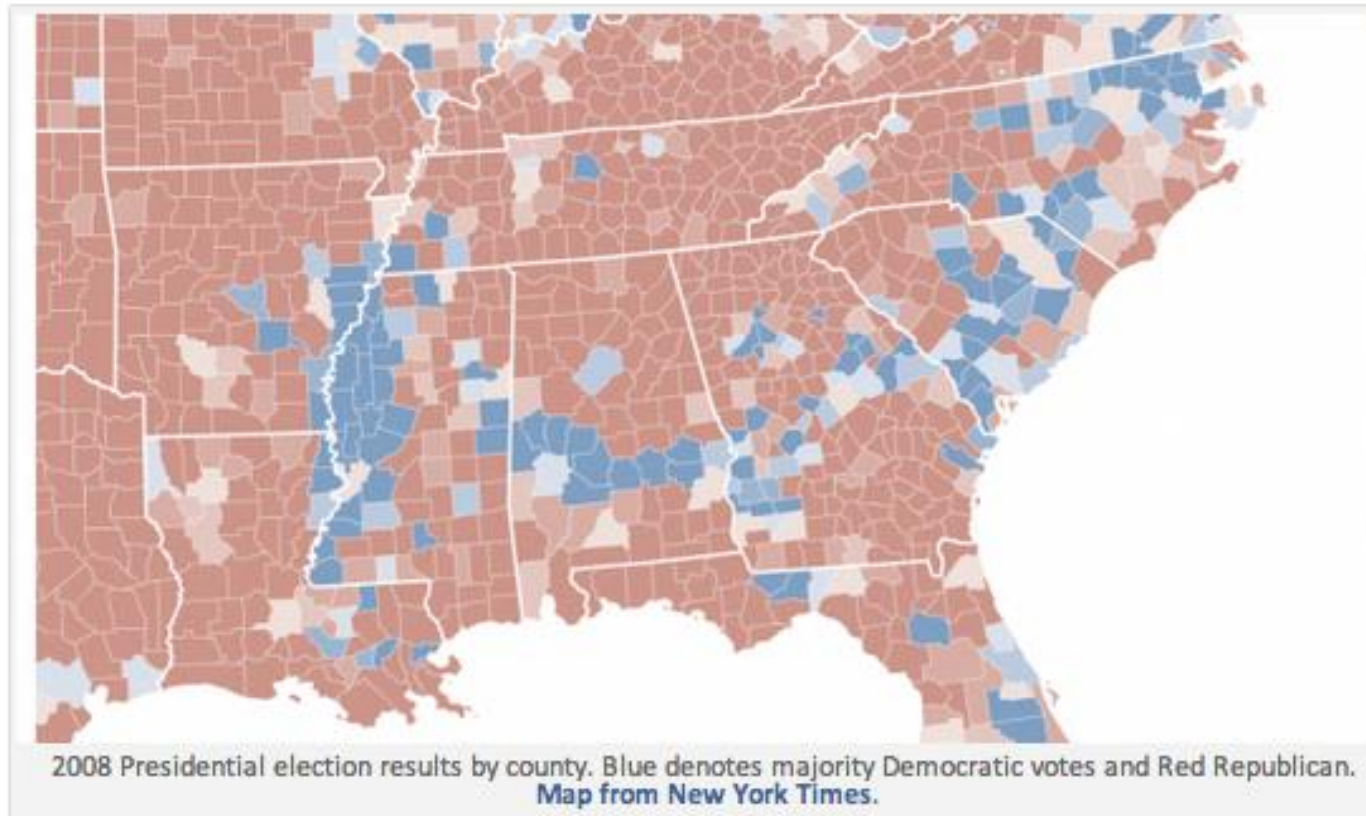 2008 Presidential election results by county. Blue denotes majority Democratic votes and Red Republican.
Map from New York Times.